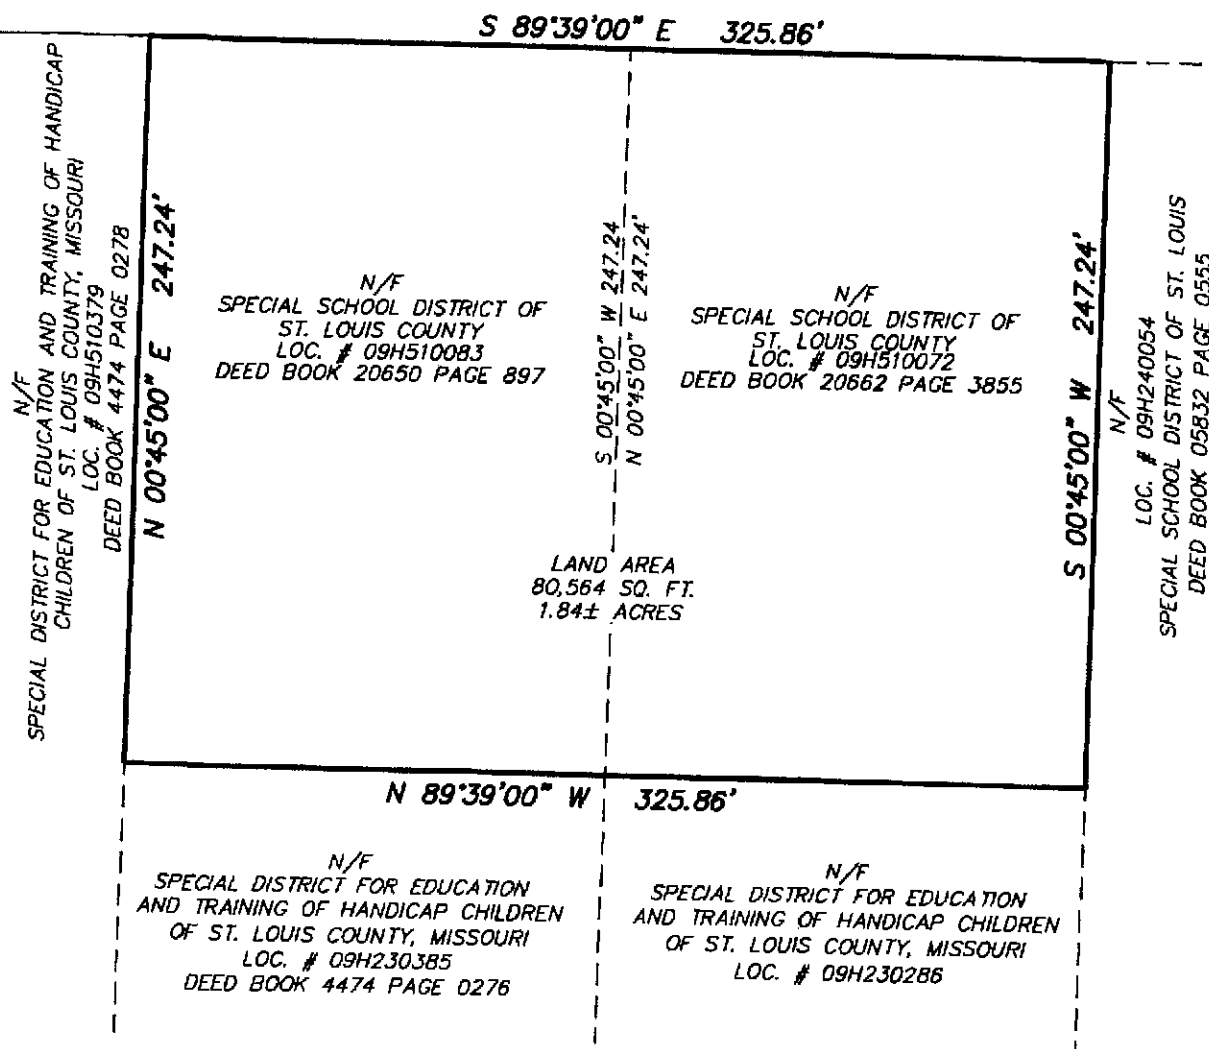 S 89°39'00" E 325.86'
N/F
SPECIAL DISTRICT FOR EDUCATION AND TRAINING OF HANDICAP
CHILDREN OF ST. LOUIS COUNTY, MISSOURI
LOC. # 09H510379
DEED BOOK 4474 PAGE 0278
N 00°45'00" E 247.24'
N/F
SPECIAL SCHOOL DISTRICT OF
ST. LOUIS COUNTY
LOC. # 09H510083
DEED BOOK 20650 PAGE 897
S 00°45'00" W 247.24
N 00°45'00" E 247.24'
N/F
SPECIAL SCHOOL DISTRICT OF
ST. LOUIS COUNTY
LOC. # 09H510072
DEED BOOK 20662 PAGE 3855
S 00°45'00" W 247.24'
N/F
LOC. # 09H240054
SPECIAL SCHOOL DISTRICT OF ST. LOUIS
DEED BOOK 05832 PAGE 0555
LAND AREA
80,564 SQ. FT.
1.84± ACRES
N 89°39'00" W 325.86'
N/F
SPECIAL DISTRICT FOR EDUCATION
AND TRAINING OF HANDICAP CHILDREN
OF ST. LOUIS COUNTY, MISSOURI
LOC. # 09H230385
DEED BOOK 4474 PAGE 0276
N/F
SPECIAL DISTRICT FOR EDUCATION
AND TRAINING OF HANDICAP CHILDREN
OF ST. LOUIS COUNTY, MISSOURI
LOC. # 09H230286